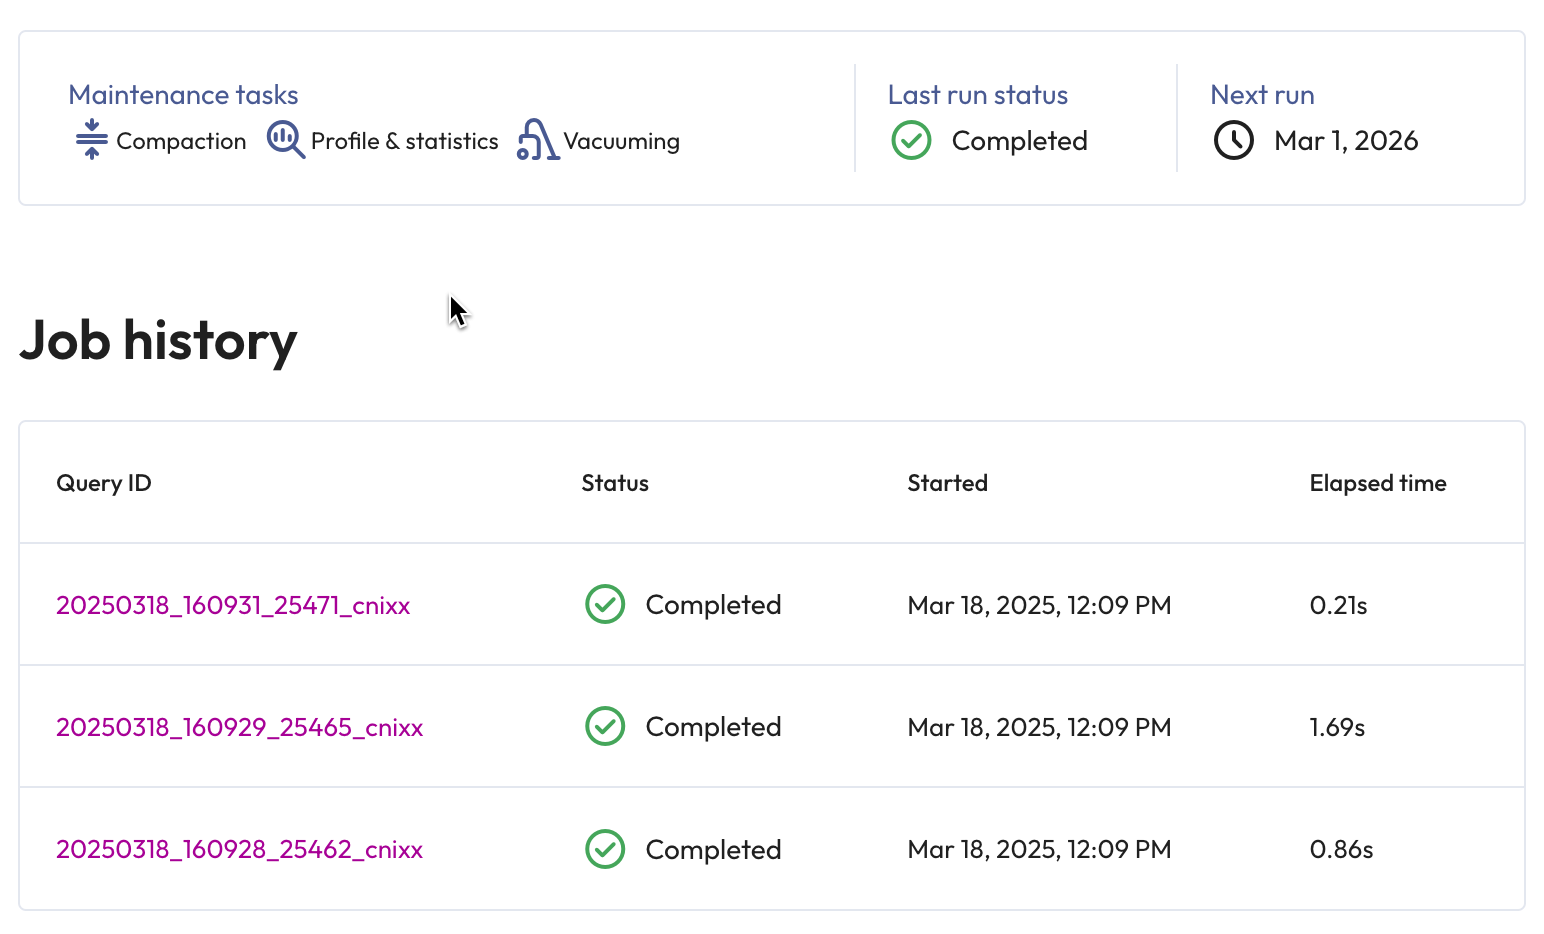 Maintenance tasks
Compaction Profile & statistics Vacuuming
Last run status
Completed
Next run
Mar 1, 2026
Job history
Query ID Status Started Elapsed time
20250318_160931_25471_cnixx Completed Mar 18, 2025, 12:09 PM 0.21s
20250318_160929_25465_cnixx Completed Mar 18, 2025, 12:09 PM 1.69s
20250318_160928_25462_cnixx Completed Mar 18, 2025, 12:09 PM 0.86s